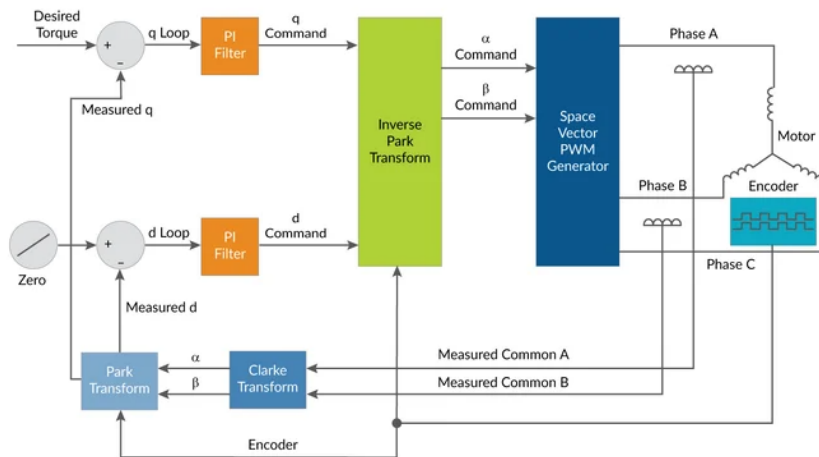 Desired
Torque
+
-
q Loop
PI
Filter
q
Command
Measured q
Inverse
Park
Transform
α
Command
β
Command
Space
Vector
PWM
Generator
Phase A
Motor
Phase B
Encoder
Phase C
Zero
+
-
d Loop
PI
Filter
d
Command
Measured d
Park
Transform
α
β
Clarke
Transform
Measured Common A
Measured Common B
Encoder